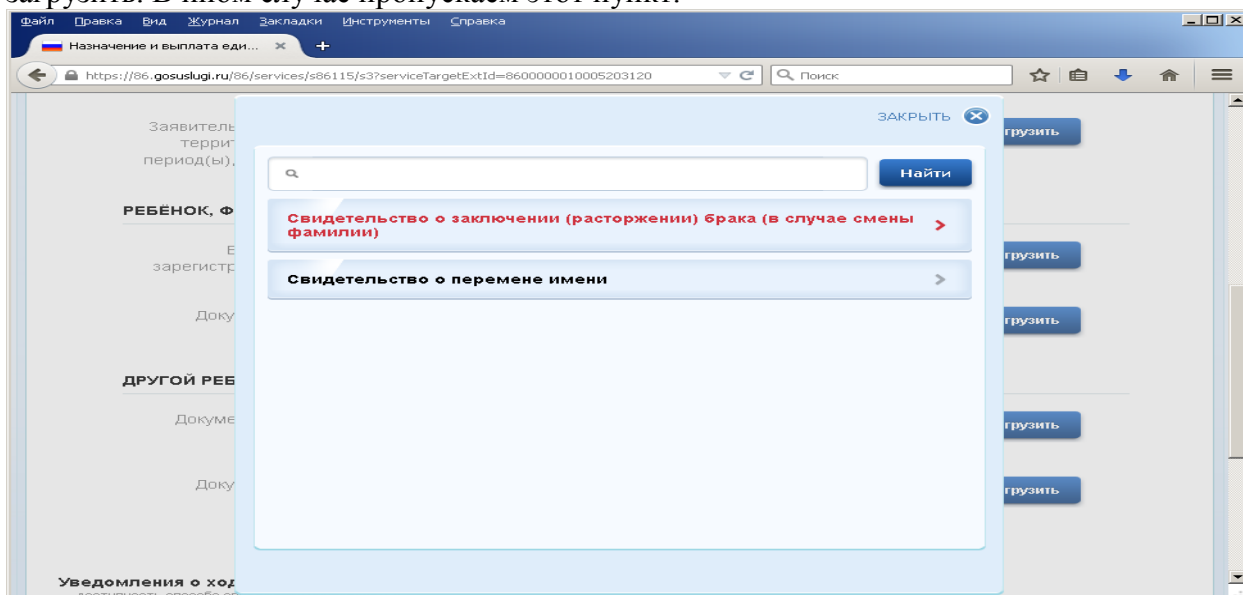 загрузить. В ином случае пропускаем этот пункт.
Файл Правка Вид Журнал Закладки Инструменты Справка
Назначение и выплата еди...
https://86.gosuslugi.ru/86/services/s86115/s3?serviceTargetExtId=8600000010005203120
Поиск
ЗАКРЫТЬ
Заявитель
террит
период(ы),
грузить
Найти
РЕБЁНОК, Ф
Свидетельство о заключении (расторжении) брака (в случае смены
фамилии)
Е
зарегистр
грузить
Свидетельство о перемене имени
Доку
грузить
ДРУГОЙ РЕБ
Докуме
грузить
Доку
грузить
Уведомления о ход